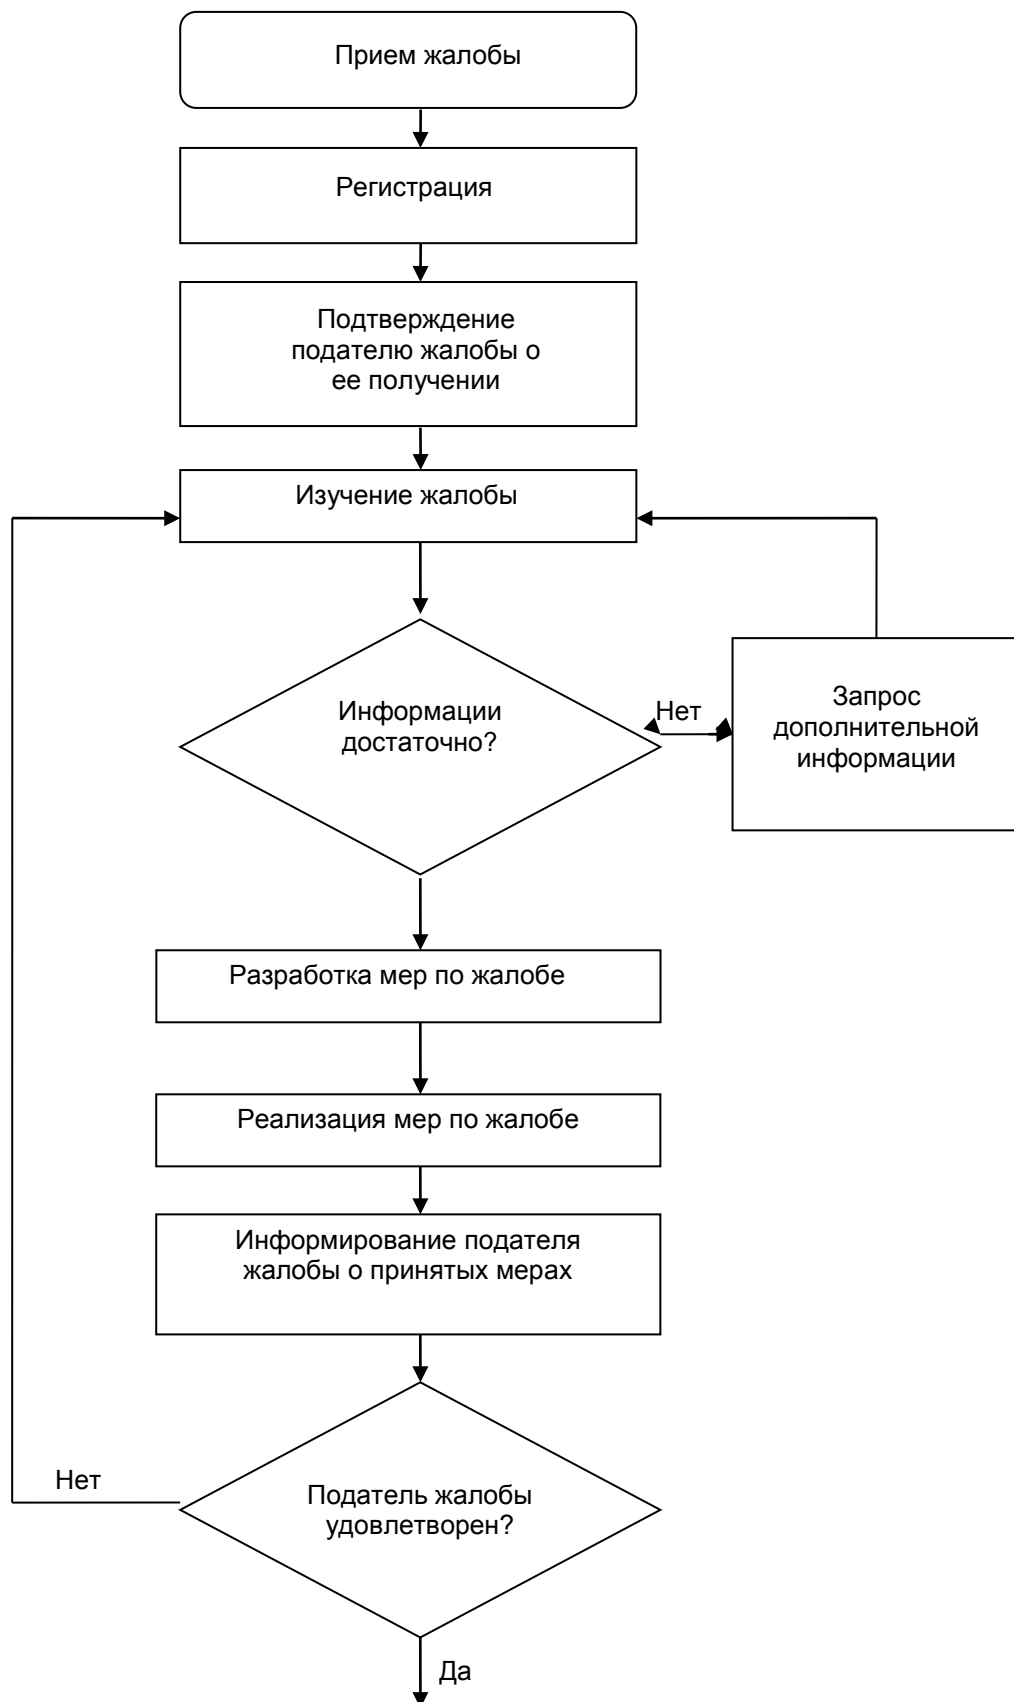 Прием жалобы
Регистрация
Подтверждение
подателю жалобы о
ее получении
Изучение жалобы
Информации
достаточно?
Нет
Запрос
дополнительной
информации
Разработка мер по жалобе
Реализация мер по жалобе
Информирование подателя
жалобы о принятых мерах
Нет
Податель жалобы
удовлетворен?
Да